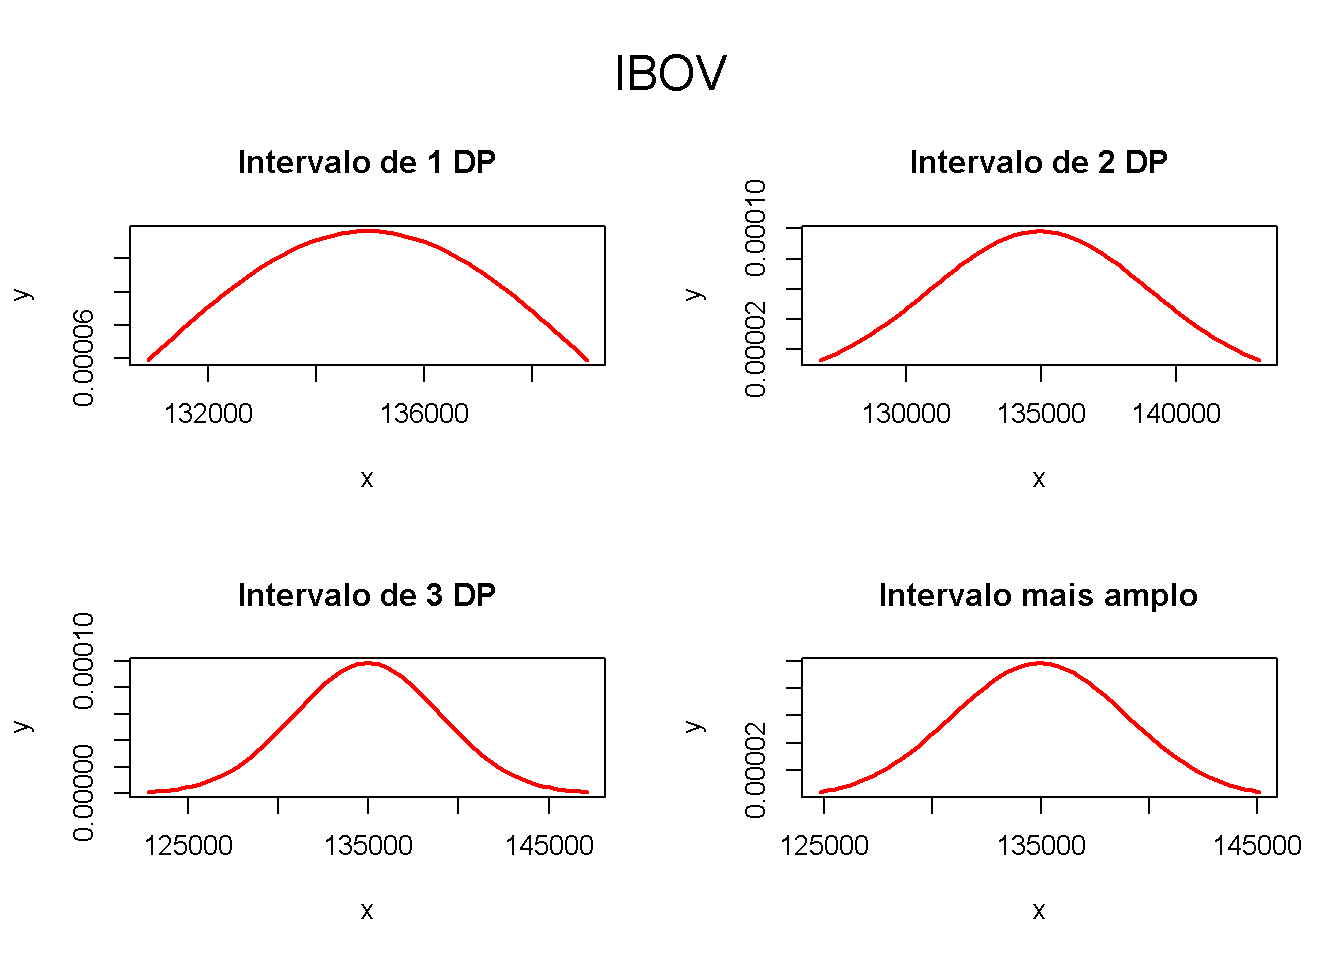 IBOV
Intervalo de 1 DP
y
0.00006
132000 136000
x
Intervalo de 2 DP
y
0.00002 0.00010
130000 135000 140000
x
Intervalo de 3 DP
y
0.00000 0.00010
125000 135000 145000
x
Intervalo mais amplo
y
0.00002
125000 135000 145000
x